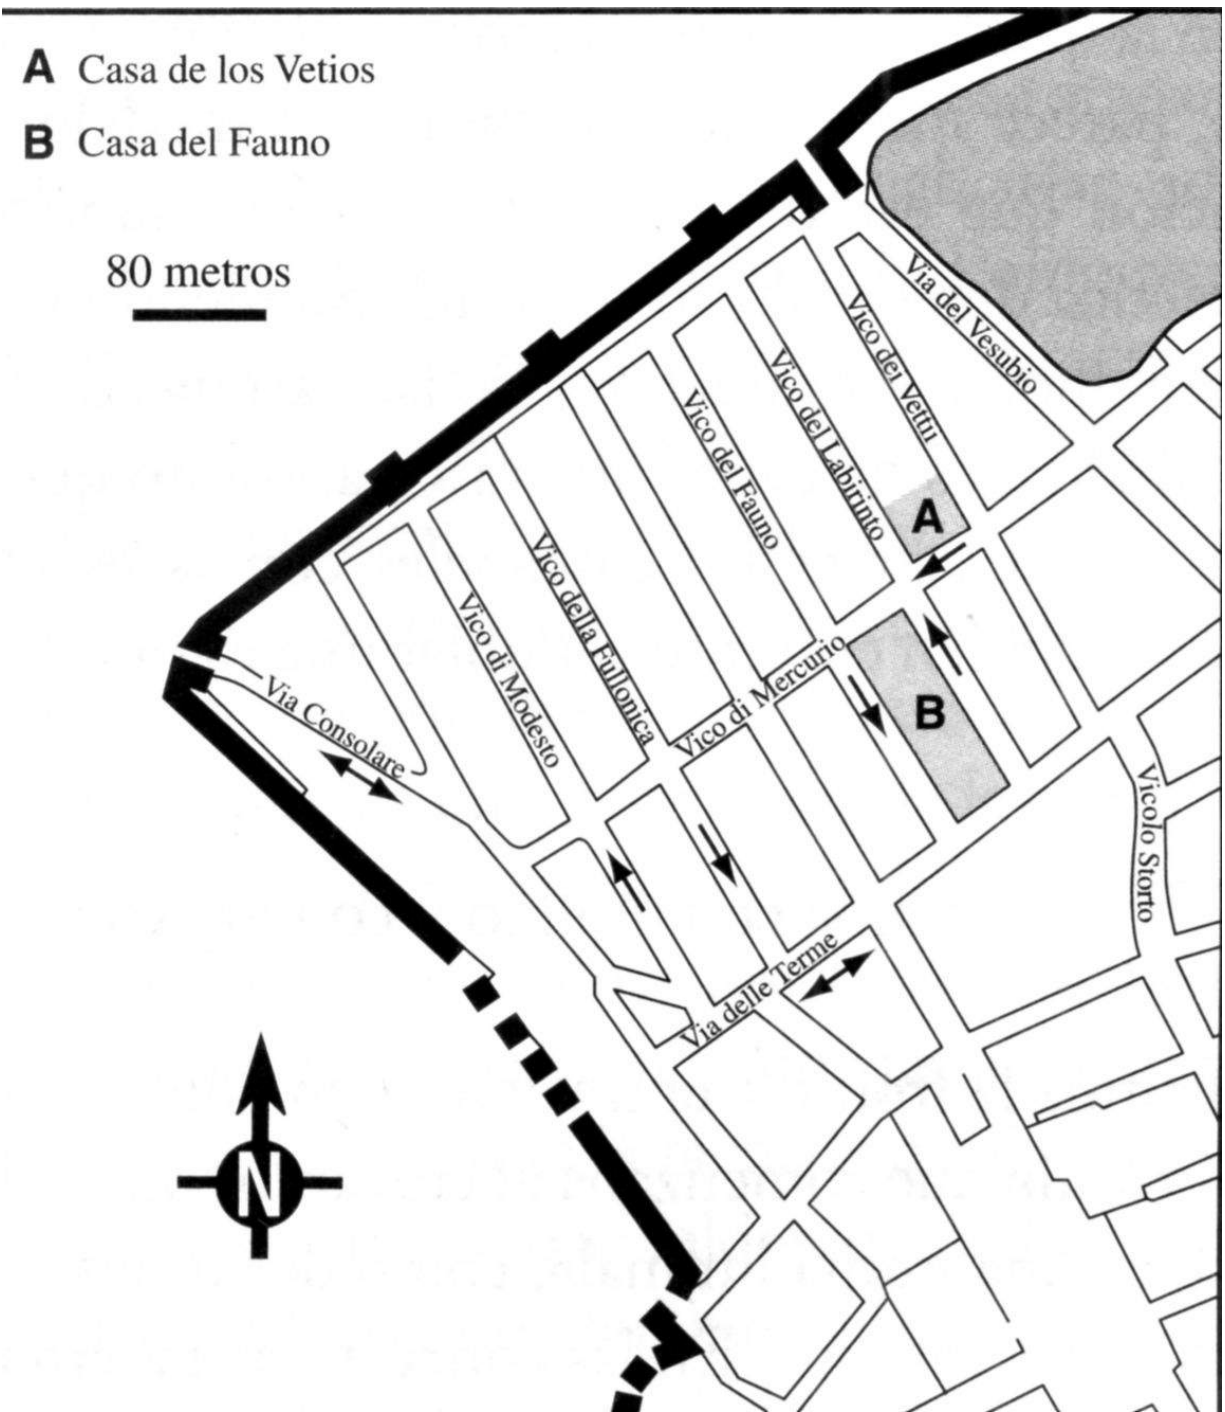 A Casa de los Vetios
B Casa del Fauno
80 metros
Via del Vesubio
Vico dei Vettii
Vico del Labirinto
Vico del Fauno
A
Vico della Fullonica
Vico di Modesto
Vico di Mercurio
B
Via Consolare
Vicolo Storto
Via delle Terme
N